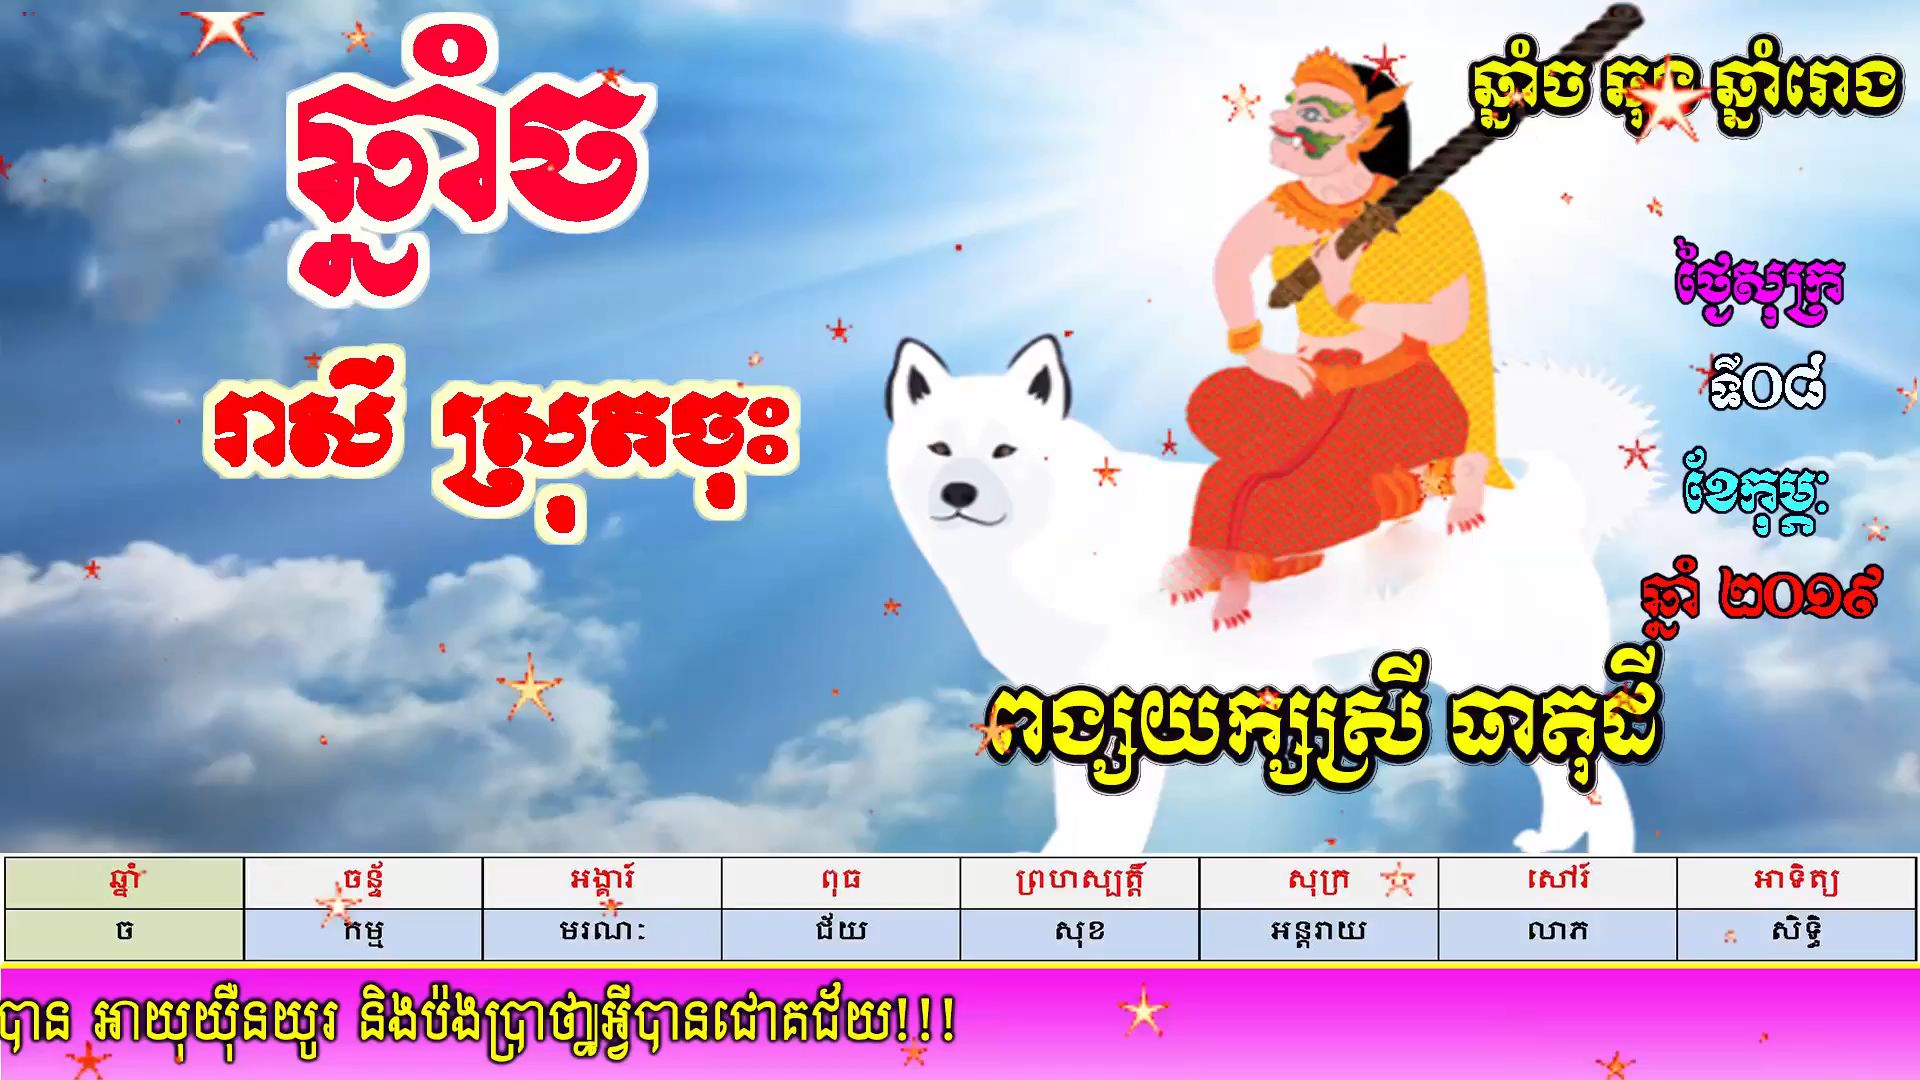 ឆ្នាំច
រាសី ស្រុតចុះ
ឆ្នាំច ឆុង ឆ្នាំរោង
ថ្ងៃសុក្រ
ទី០៨
ខែកុម្ភៈ
ឆ្នាំ ២០១៩
ពង្សយក្សស្រី ធាតុដី
ឆ្នាំ ចន្ទ័ អង្គារ៍ ពុធ ព្រហស្បត្តិ៍ សុក្រ សៅរ៍ អាទិត្យ
ច កម្ម មរណៈ ជ័យ សុខ អន្តរាយ លាភ សិទ្ធិ
បាន អាយុយ៉ឺនយូរ និងប៉ងប្រាថ្នាអ្វីបានជោគជ័យ!!!